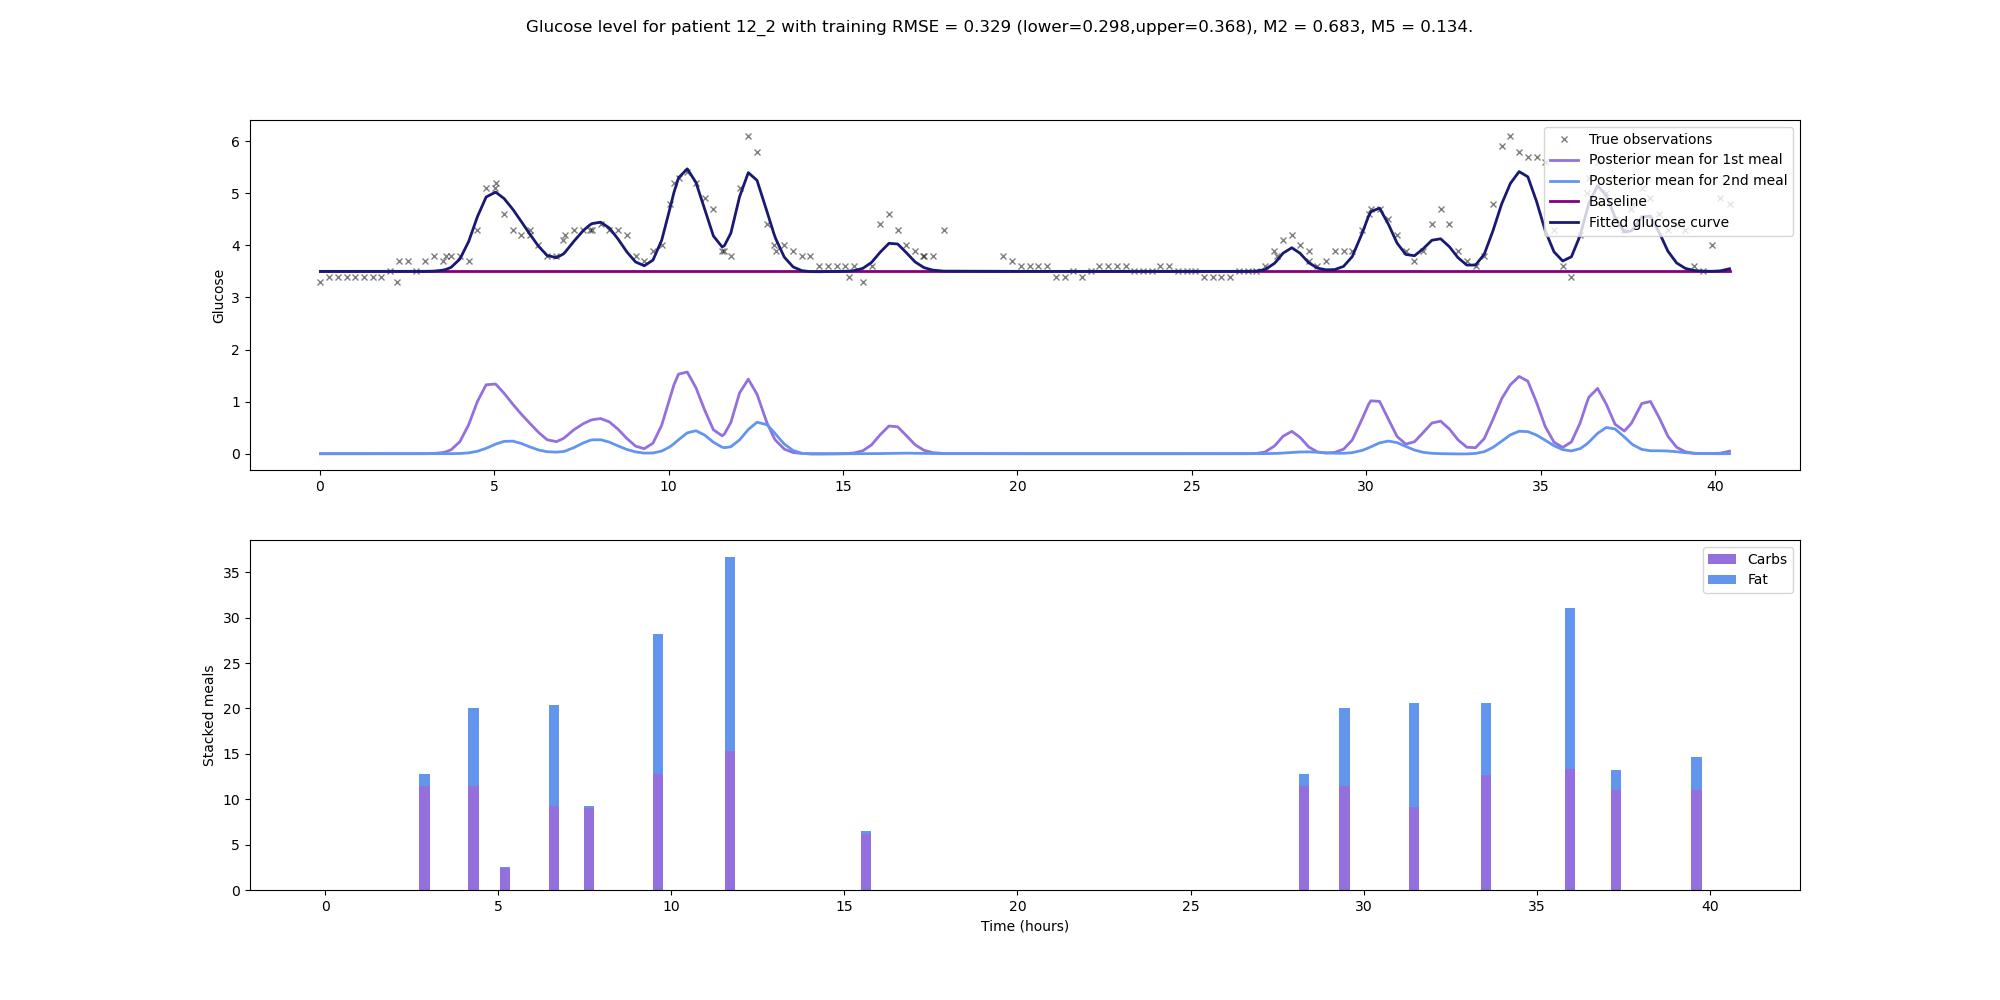 Glucose level for patient 12_2 with training RMSE = 0.329 (lower=0.298,upper=0.368), M2 = 0.683, M5 = 0.134.
True observations
Posterior mean for 1st meal
Posterior mean for 2nd meal
Baseline
Fitted glucose curve
Glucose
6
5
4
3
2
1
0
0 5 10 15 20 25 30 35 40
Carbs
Fat
Stacked meals
35
30
25
20
15
10
5
0
0 5 10 15 20 25 30 35 40
Time (hours)